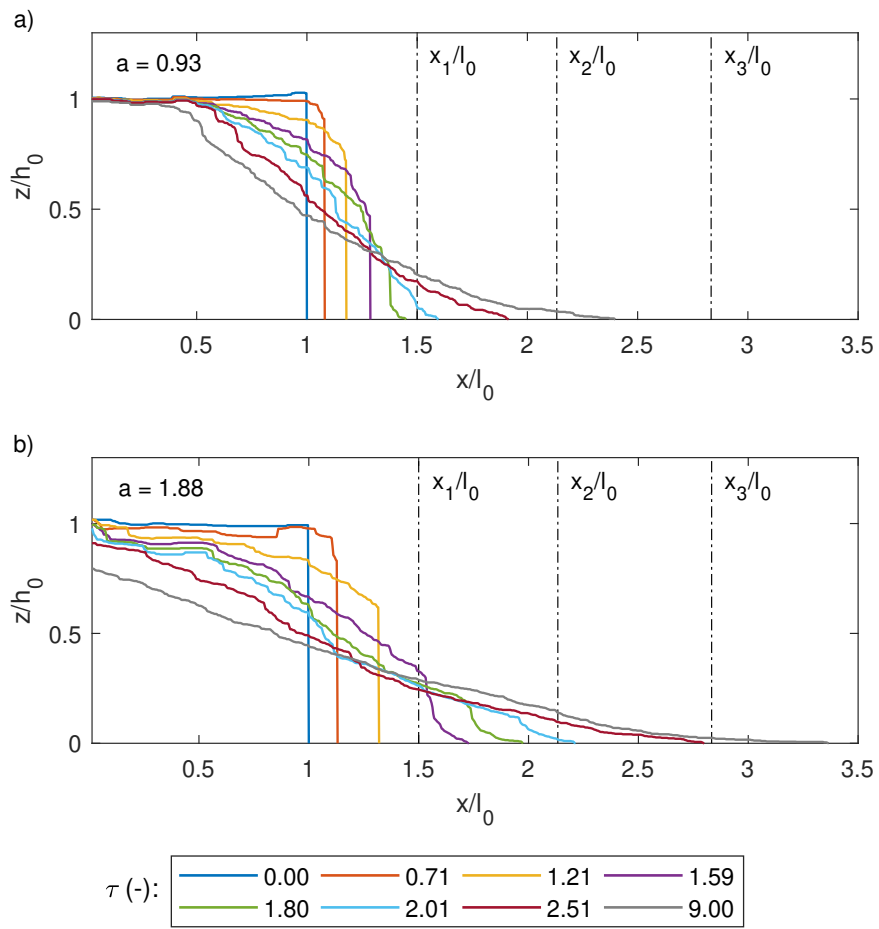 a)
a = 0.93
x₁/l₀ x₂/l₀ x₃/l₀
1
0.5
0
z/h₀
0.5 1 1.5 2 2.5 3 3.5
x/l₀
b)
a = 1.88
x₁/l₀ x₂/l₀ x₃/l₀
1
0.5
0
z/h₀
0.5 1 1.5 2 2.5 3 3.5
x/l₀
τ (-):
0.00 0.71 1.21 1.59
1.80 2.01 2.51 9.00